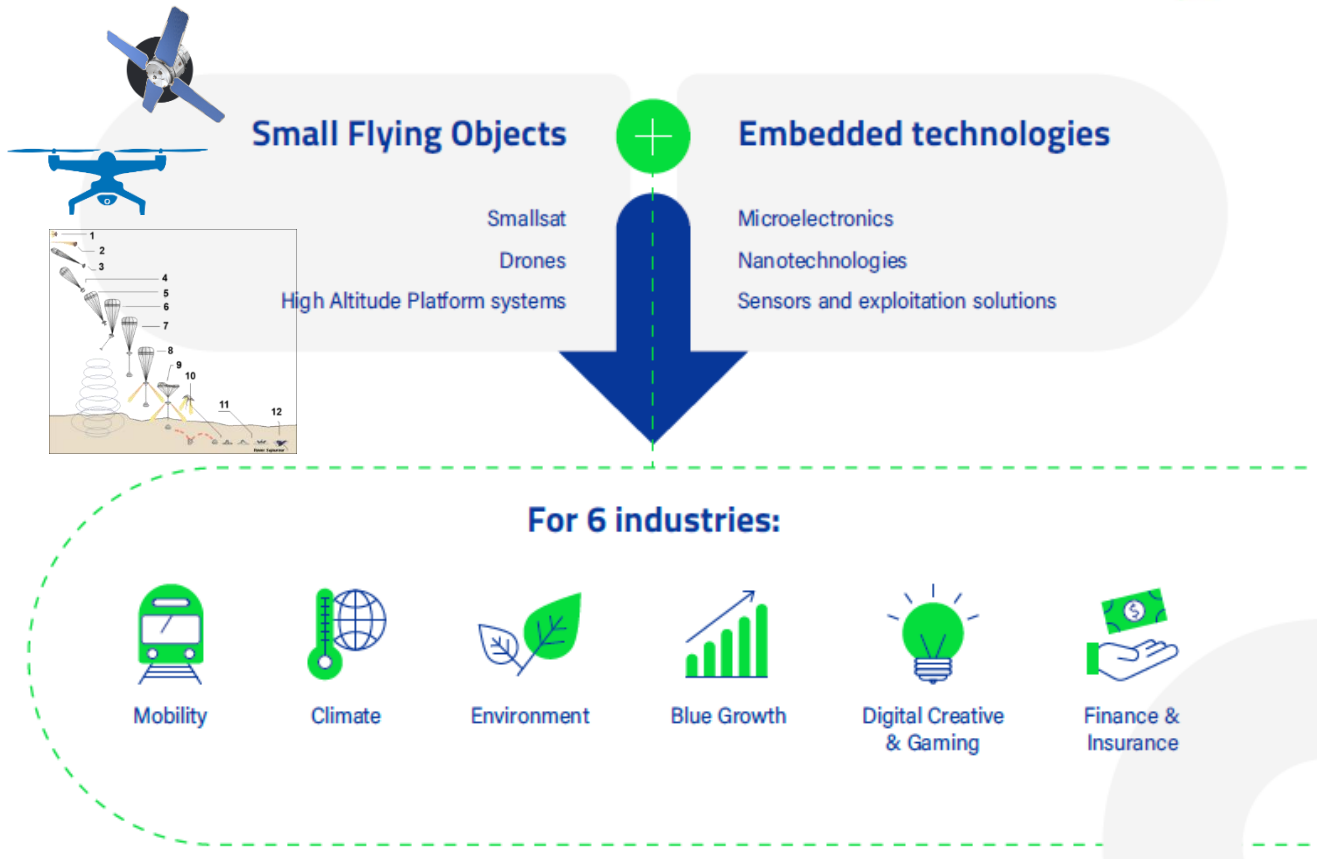 Small Flying Objects
Smallsat
Drones
High Altitude Platform systems
Embedded technologies
Microelectronics
Nanotechnologies
Sensors and exploitation solutions
1
2
3
4
5
6
7
8
9
10
11
12
For 6 industries:
Mobility
Climate
Environment
Blue Growth
Digital Creative
& Gaming
Finance &
Insurance